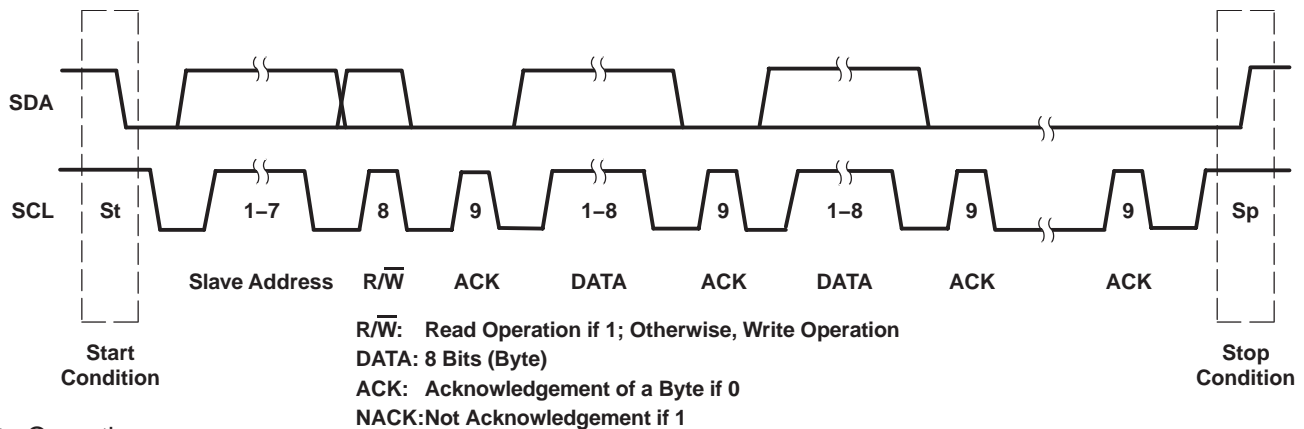 SDA
SCL St 1–7 8 9 1–8 9 1–8 9 9 Sp
Slave Address R/W̅ ACK DATA ACK DATA ACK ACK
Start
Condition
Stop
Condition
R/W̅: Read Operation if 1; Otherwise, Write Operation
DATA: 8 Bits (Byte)
ACK: Acknowledgement of a Byte if 0
NACK:Not Acknowledgement if 1